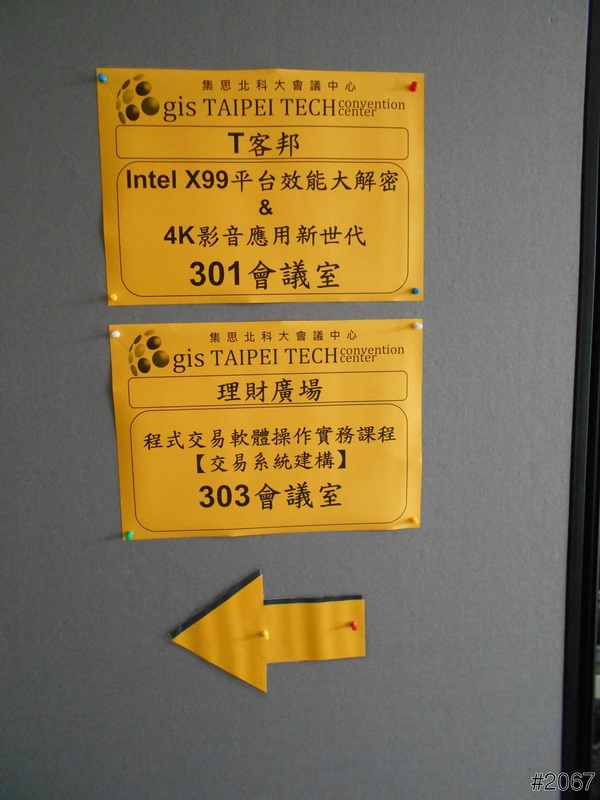 集思北科大會議中心
gis TAIPEI TECH convention center
T客邦
Intel X99平台效能大解密
&
4K影音應用新世代
301會議室
集思北科大會議中心
gis TAIPEI TECH convention center
理財廣場
程式交易軟體操作實務課程
【交易系統建構】
303會議室
#2067